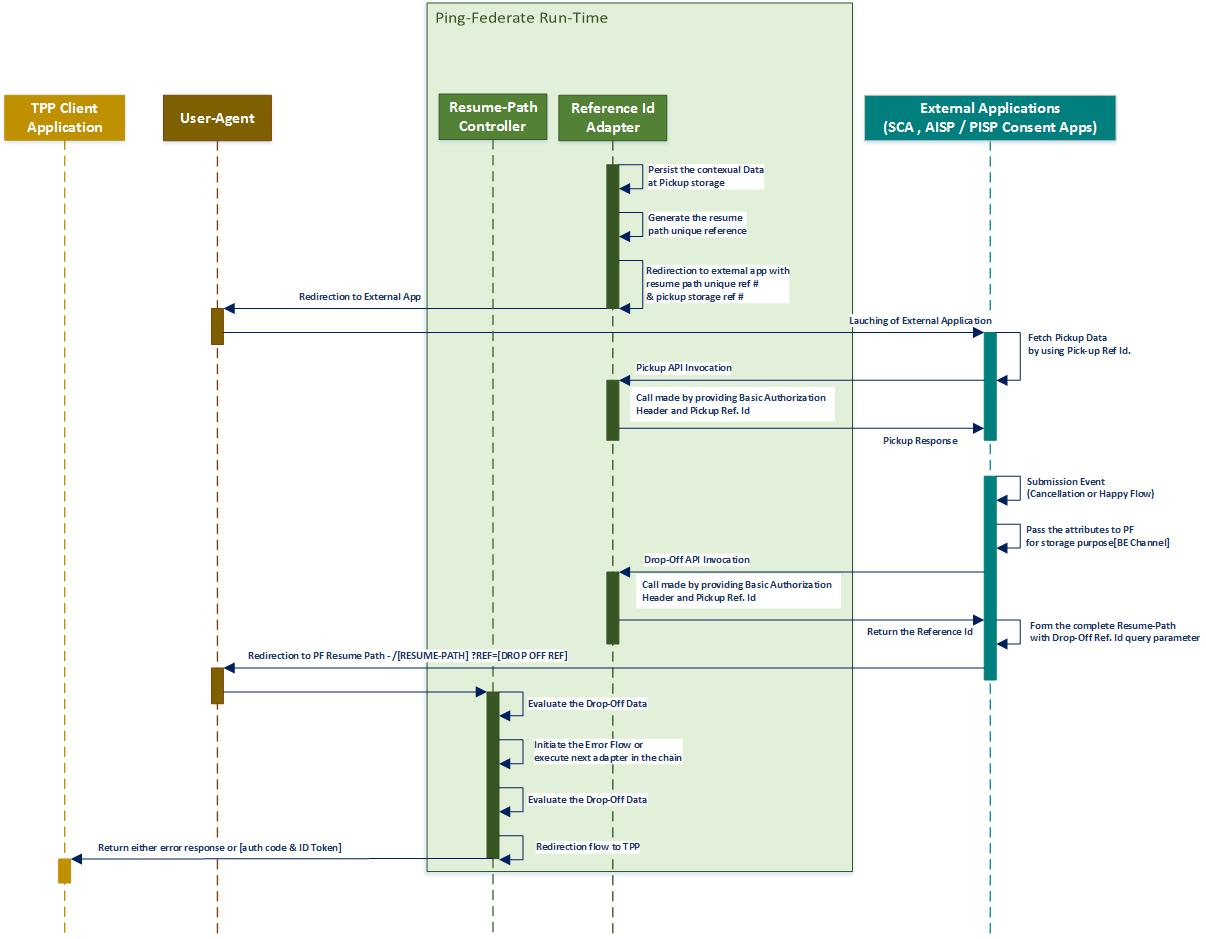 Ping-Federate Run-Time
TPP Client
Application
User-Agent
Resume-Path
Controller
Reference Id
Adapter
External Applications
(SCA , AISP / PISP Consent Apps)
Persist the contexual Data
at Pickup storage
Generate the resume
path unique reference
Redirection to external app with
resume path unique ref #
& pickup storage ref #
Redirection to External App
Lauching of External Application
Fetch Pickup Data
by using Pick-up Ref Id.
Pickup API Invocation
Call made by providing Basic Authorization
Header and Pickup Ref. Id
Pickup Response
Submission Event
(Cancellation or Happy Flow)
Pass the attributes to PF
for storage purpose[BE Channel]
Drop-Off API Invocation
Call made by providing Basic Authorization
Header and Pickup Ref. Id
Return the Reference Id
Form the complete Resume-Path
with Drop-Off Ref. Id query parameter
Redirection to PF Resume Path - /[RESUME-PATH] ?REF=[DROP OFF REF]
Evaluate the Drop-Off Data
Initiate the Error Flow or
execute next adapter in the chain
Evaluate the Drop-Off Data
Redirection flow to TPP
Return either error response or [auth code & ID Token]